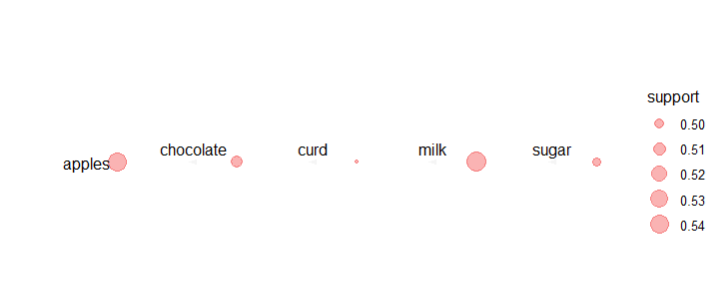 apples
chocolate
curd
milk
sugar
support
0.50
0.51
0.52
0.53
0.54